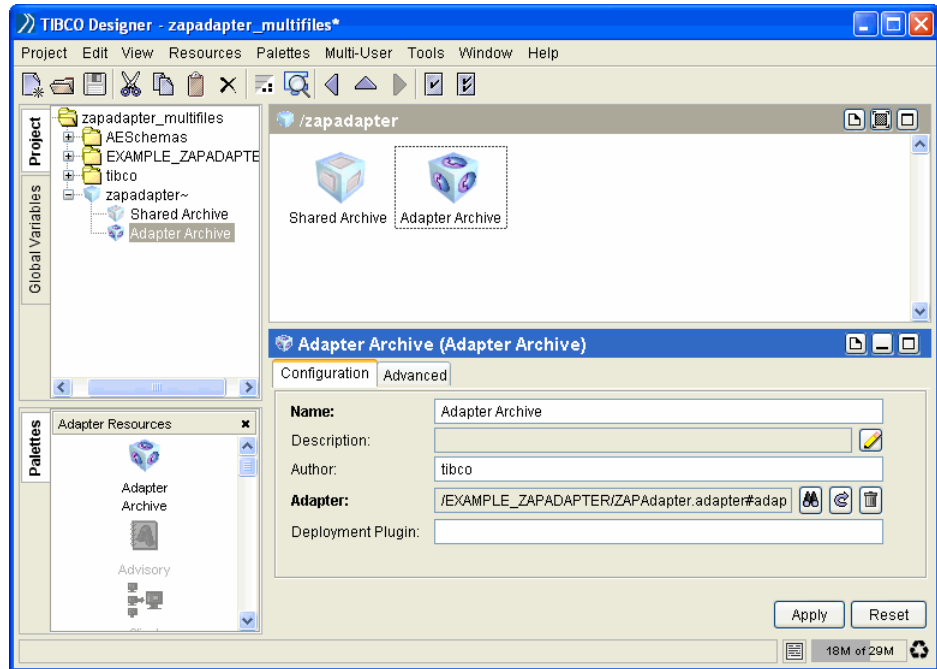 TIBCO Designer - zapadapter_multifiles*
Project Edit View Resources Palettes Multi-User Tools Window Help
Project
Global Variables
zapadapter_multifiles
AESchemas
EXAMPLE_ZAPADAPTE
tibco
zapadapter~
Shared Archive
Adapter Archive
/zapadapter
Shared Archive
Adapter Archive
Palettes
Adapter Resources
Adapter
Archive
Advisory
Adapter Archive (Adapter Archive)
Configuration Advanced
Name: Adapter Archive
Description:
Author: tibco
Adapter: /EXAMPLE_ZAPADAPTER/ZAPAdapter.adapter#adap
Deployment Plugin:
Apply Reset
18M of 29M